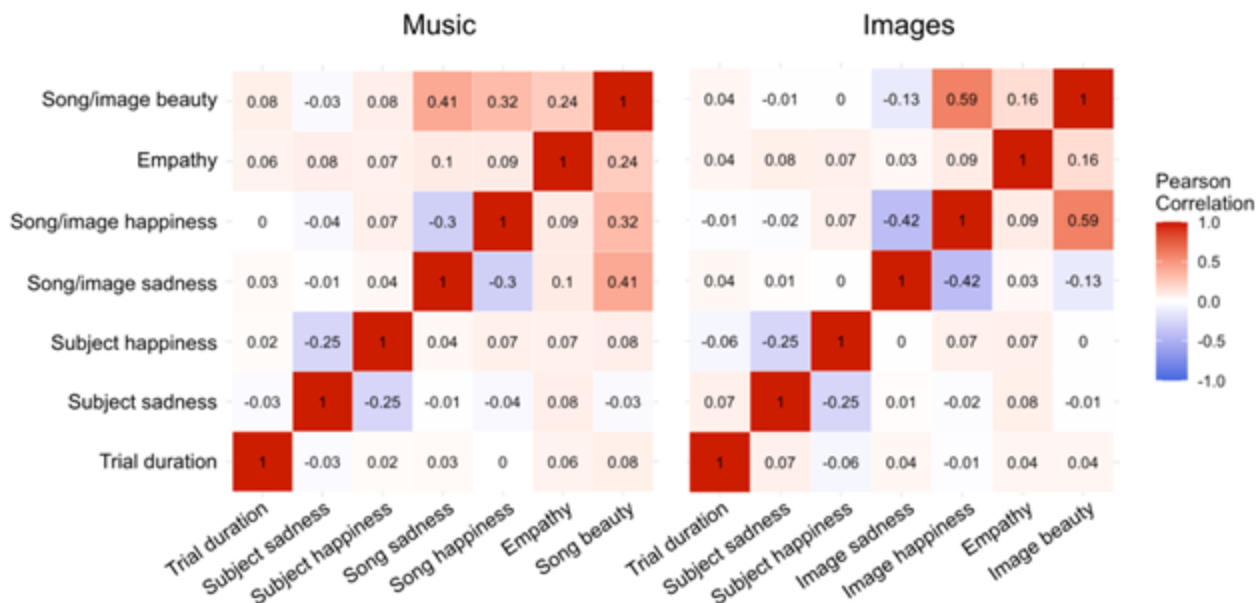 Music
Images
Song/image beauty 0.08 -0.03 0.08 0.41 0.32 0.24 1 0.04 -0.01 0 -0.13 0.59 0.16 1
Empathy 0.06 0.08 0.07 0.1 0.09 1 0.24 0.04 0.08 0.07 0.03 0.09 1 0.16
Song/image happiness 0 -0.04 0.07 -0.3 1 0.09 0.32 -0.01 -0.02 0.07 -0.42 1 0.09 0.59
Song/image sadness 0.03 -0.01 0.04 1 -0.3 0.1 0.41 0.04 0.01 0 1 -0.42 0.03 -0.13
Subject happiness 0.02 -0.25 1 0.04 0.07 0.07 0.08 -0.06 -0.25 1 0 0.07 0.07 0
Subject sadness -0.03 1 -0.25 -0.01 -0.04 0.08 -0.03 0.07 1 -0.25 0.01 -0.02 0.08 -0.01
Trial duration 1 -0.03 0.02 0.03 0 0.06 0.08 1 0.07 -0.06 0.04 -0.01 0.04 0.04
Trial duration
Subject sadness
Subject happiness
Song sadness
Song happiness
Empathy
Song beauty
Trial duration
Subject sadness
Subject happiness
Image sadness
Image happiness
Empathy
Image beauty
Pearson
Correlation
1.0
0.5
0.0
-0.5
-1.0